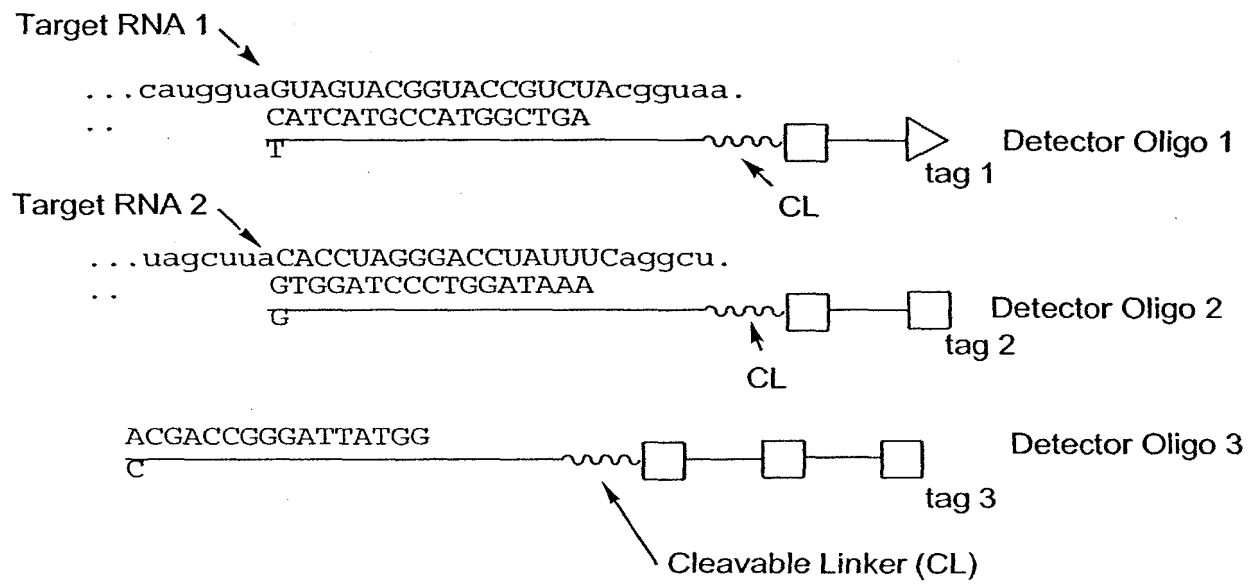 Target RNA 1
...caugguaGUAGUACGGUACCGUCUAcgguaa.
CATCATGCCATGGCTGA
..
T
Detector Oligo 1
tag 1
CL
Target RNA 2
...uagcuuaCACCUAGGGACCUAUUUCaggcu.
GTGGATCCCTGGATAAA
..
G
Detector Oligo 2
tag 2
CL
ACGACCGGGATTATGG
Detector Oligo 3
C
tag 3
Cleavable Linker (CL)